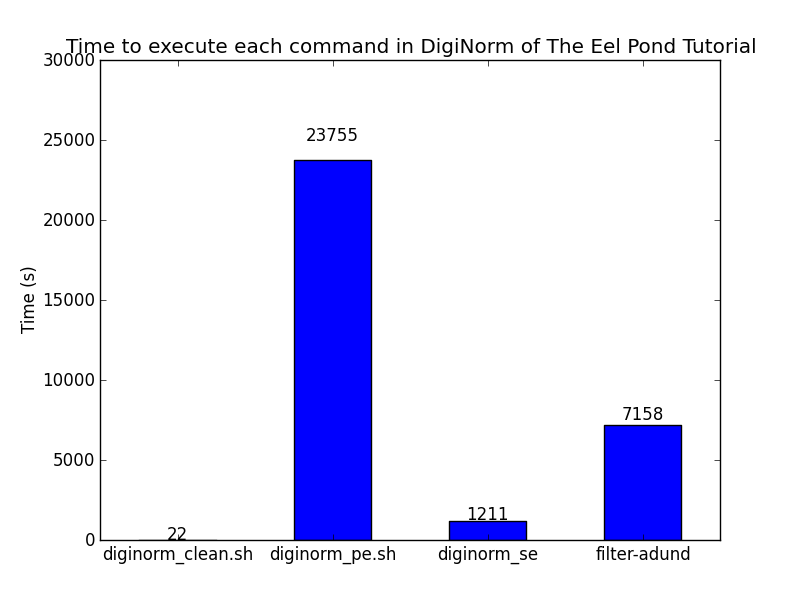 Time to execute each command in DigiNorm of The Eel Pond Tutorial
30000
25000
20000
15000
10000
5000
0
Time (s)
22
23755
1211
7158
diginorm_clean.sh
diginorm_pe.sh
diginorm_se
filter-adund